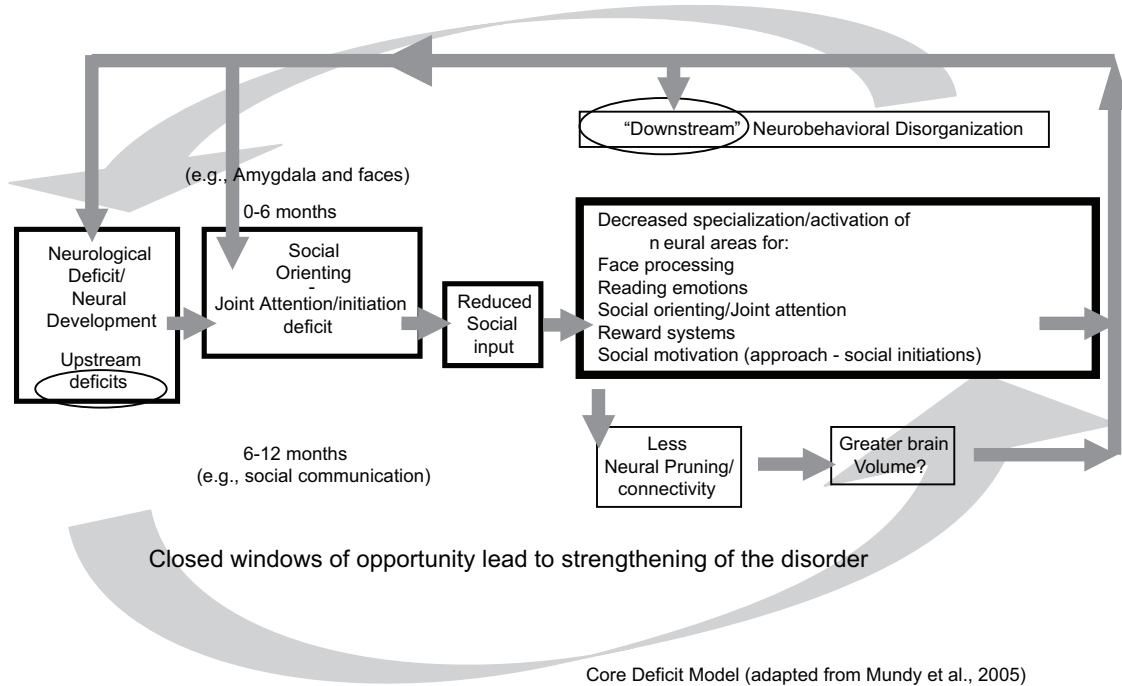 “Downstream” Neurobehavioral Disorganization
(e.g., Amygdala and faces)
0-6 months
Neurological
Deficit/
Neural
Development
Upstream
deficits
Social
Orienting
-
Joint Attention/initiation
deficit
Reduced
Social
input
Decreased specialization/activation of
n eural areas for:
Face processing
Reading emotions
Social orienting/Joint attention
Reward systems
Social motivation (approach - social initiations)
6-12 months
(e.g., social communication)
Less
Neural Pruning/
connectivity
Greater brain
Volume?
Closed windows of opportunity lead to strengthening of the disorder
Core Deficit Model (adapted from Mundy et al., 2005)